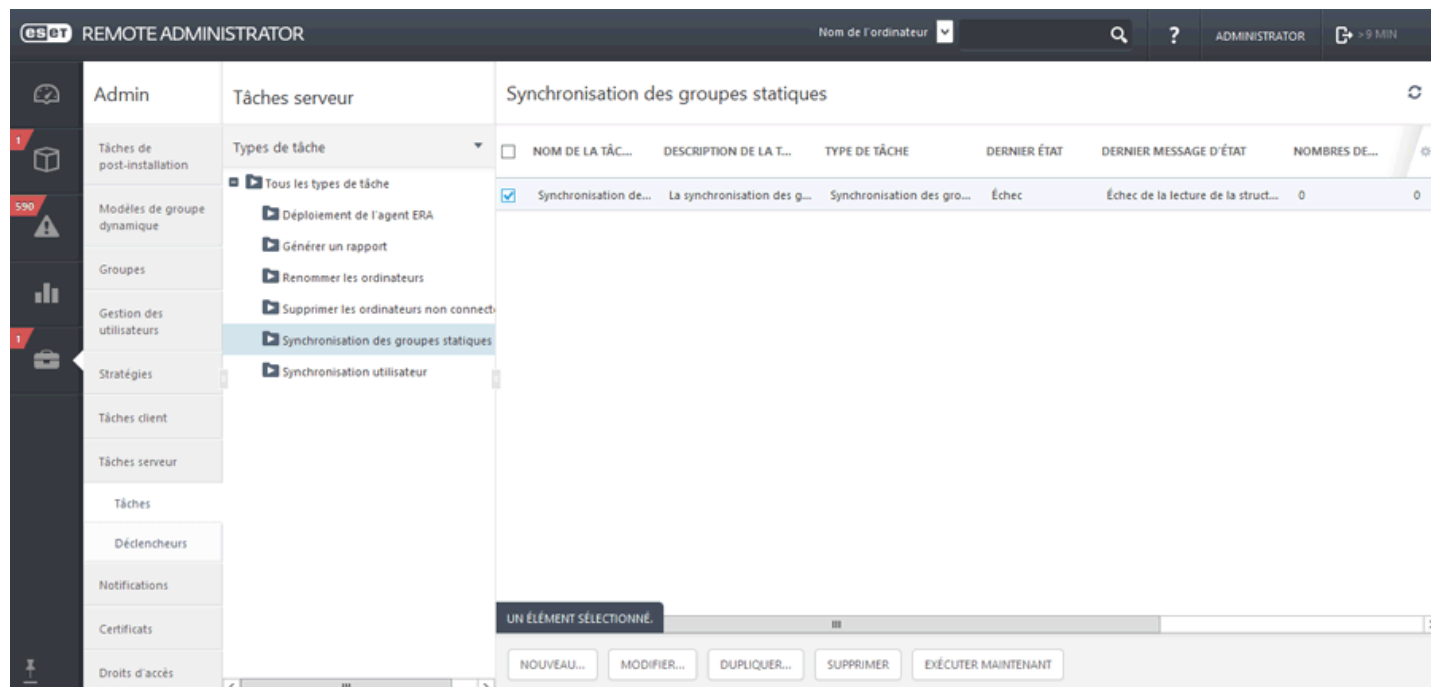 eset REMOTE ADMINISTRATOR
Nom de l'ordinateur
?
ADMINISTRATOR
>9 MIN
1
590
1
Admin
Tâches de
post-installation
Modèles de groupe
dynamique
Groupes
Gestion des
utilisateurs
Stratégies
Tâches client
Tâches serveur
Tâches
Déclencheurs
Notifications
Certificats
Droits d'accès
Tâches serveur
Types de tâche
Tous les types de tâche
Déploiement de l'agent ERA
Générer un rapport
Renommer les ordinateurs
Supprimer les ordinateurs non connect
Synchronisation des groupes statiques
Synchronisation utilisateur
Synchronisation des groupes statiques
NOM DE LA TÂC... DESCRIPTION DE LA T... TYPE DE TÂCHE DERNIER ÉTAT DERNIER MESSAGE D'ÉTAT NOMBRES DE...
Synchronisation de... La synchronisation des g... Synchronisation des gro... Échec Échec de la lecture de la struct... 0 0
UN ÉLÉMENT SÉLECTIONNÉ.
NOUVEAU... MODIFIER... DUPLIQUER... SUPPRIMER EXÉCUTER MAINTENANT